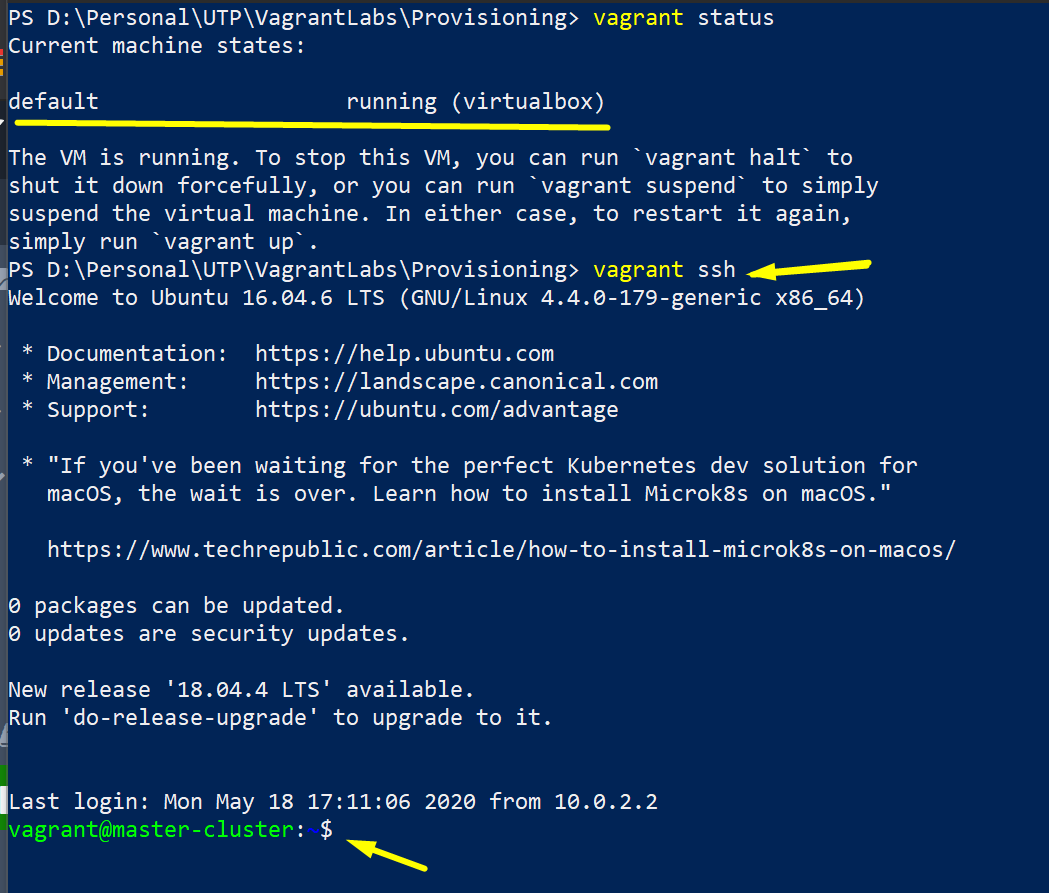 PS D:\Personal\UTP\VagrantLabs\Provisioning> vagrant status
Current machine states:
default                   running (virtualbox)
The VM is running. To stop this VM, you can run `vagrant halt` to
shut it down forcefully, or you can run `vagrant suspend` to simply
suspend the virtual machine. In either case, to restart it again,
simply run `vagrant up`.
PS D:\Personal\UTP\VagrantLabs\Provisioning> vagrant ssh
Welcome to Ubuntu 16.04.6 LTS (GNU/Linux 4.4.0-179-generic x86_64)
 * Documentation:  https://help.ubuntu.com
 * Management:     https://landscape.canonical.com
 * Support:        https://ubuntu.com/advantage
 * "If you've been waiting for the perfect Kubernetes dev solution for
   macOS, the wait is over. Learn how to install Microk8s on macOS."
   https://www.techrepublic.com/article/how-to-install-microk8s-on-macos/
0 packages can be updated.
0 updates are security updates.
New release '18.04.4 LTS' available.
Run 'do-release-upgrade' to upgrade to it.
Last login: Mon May 18 17:11:06 2020 from 10.0.2.2
vagrant@master-cluster:~$